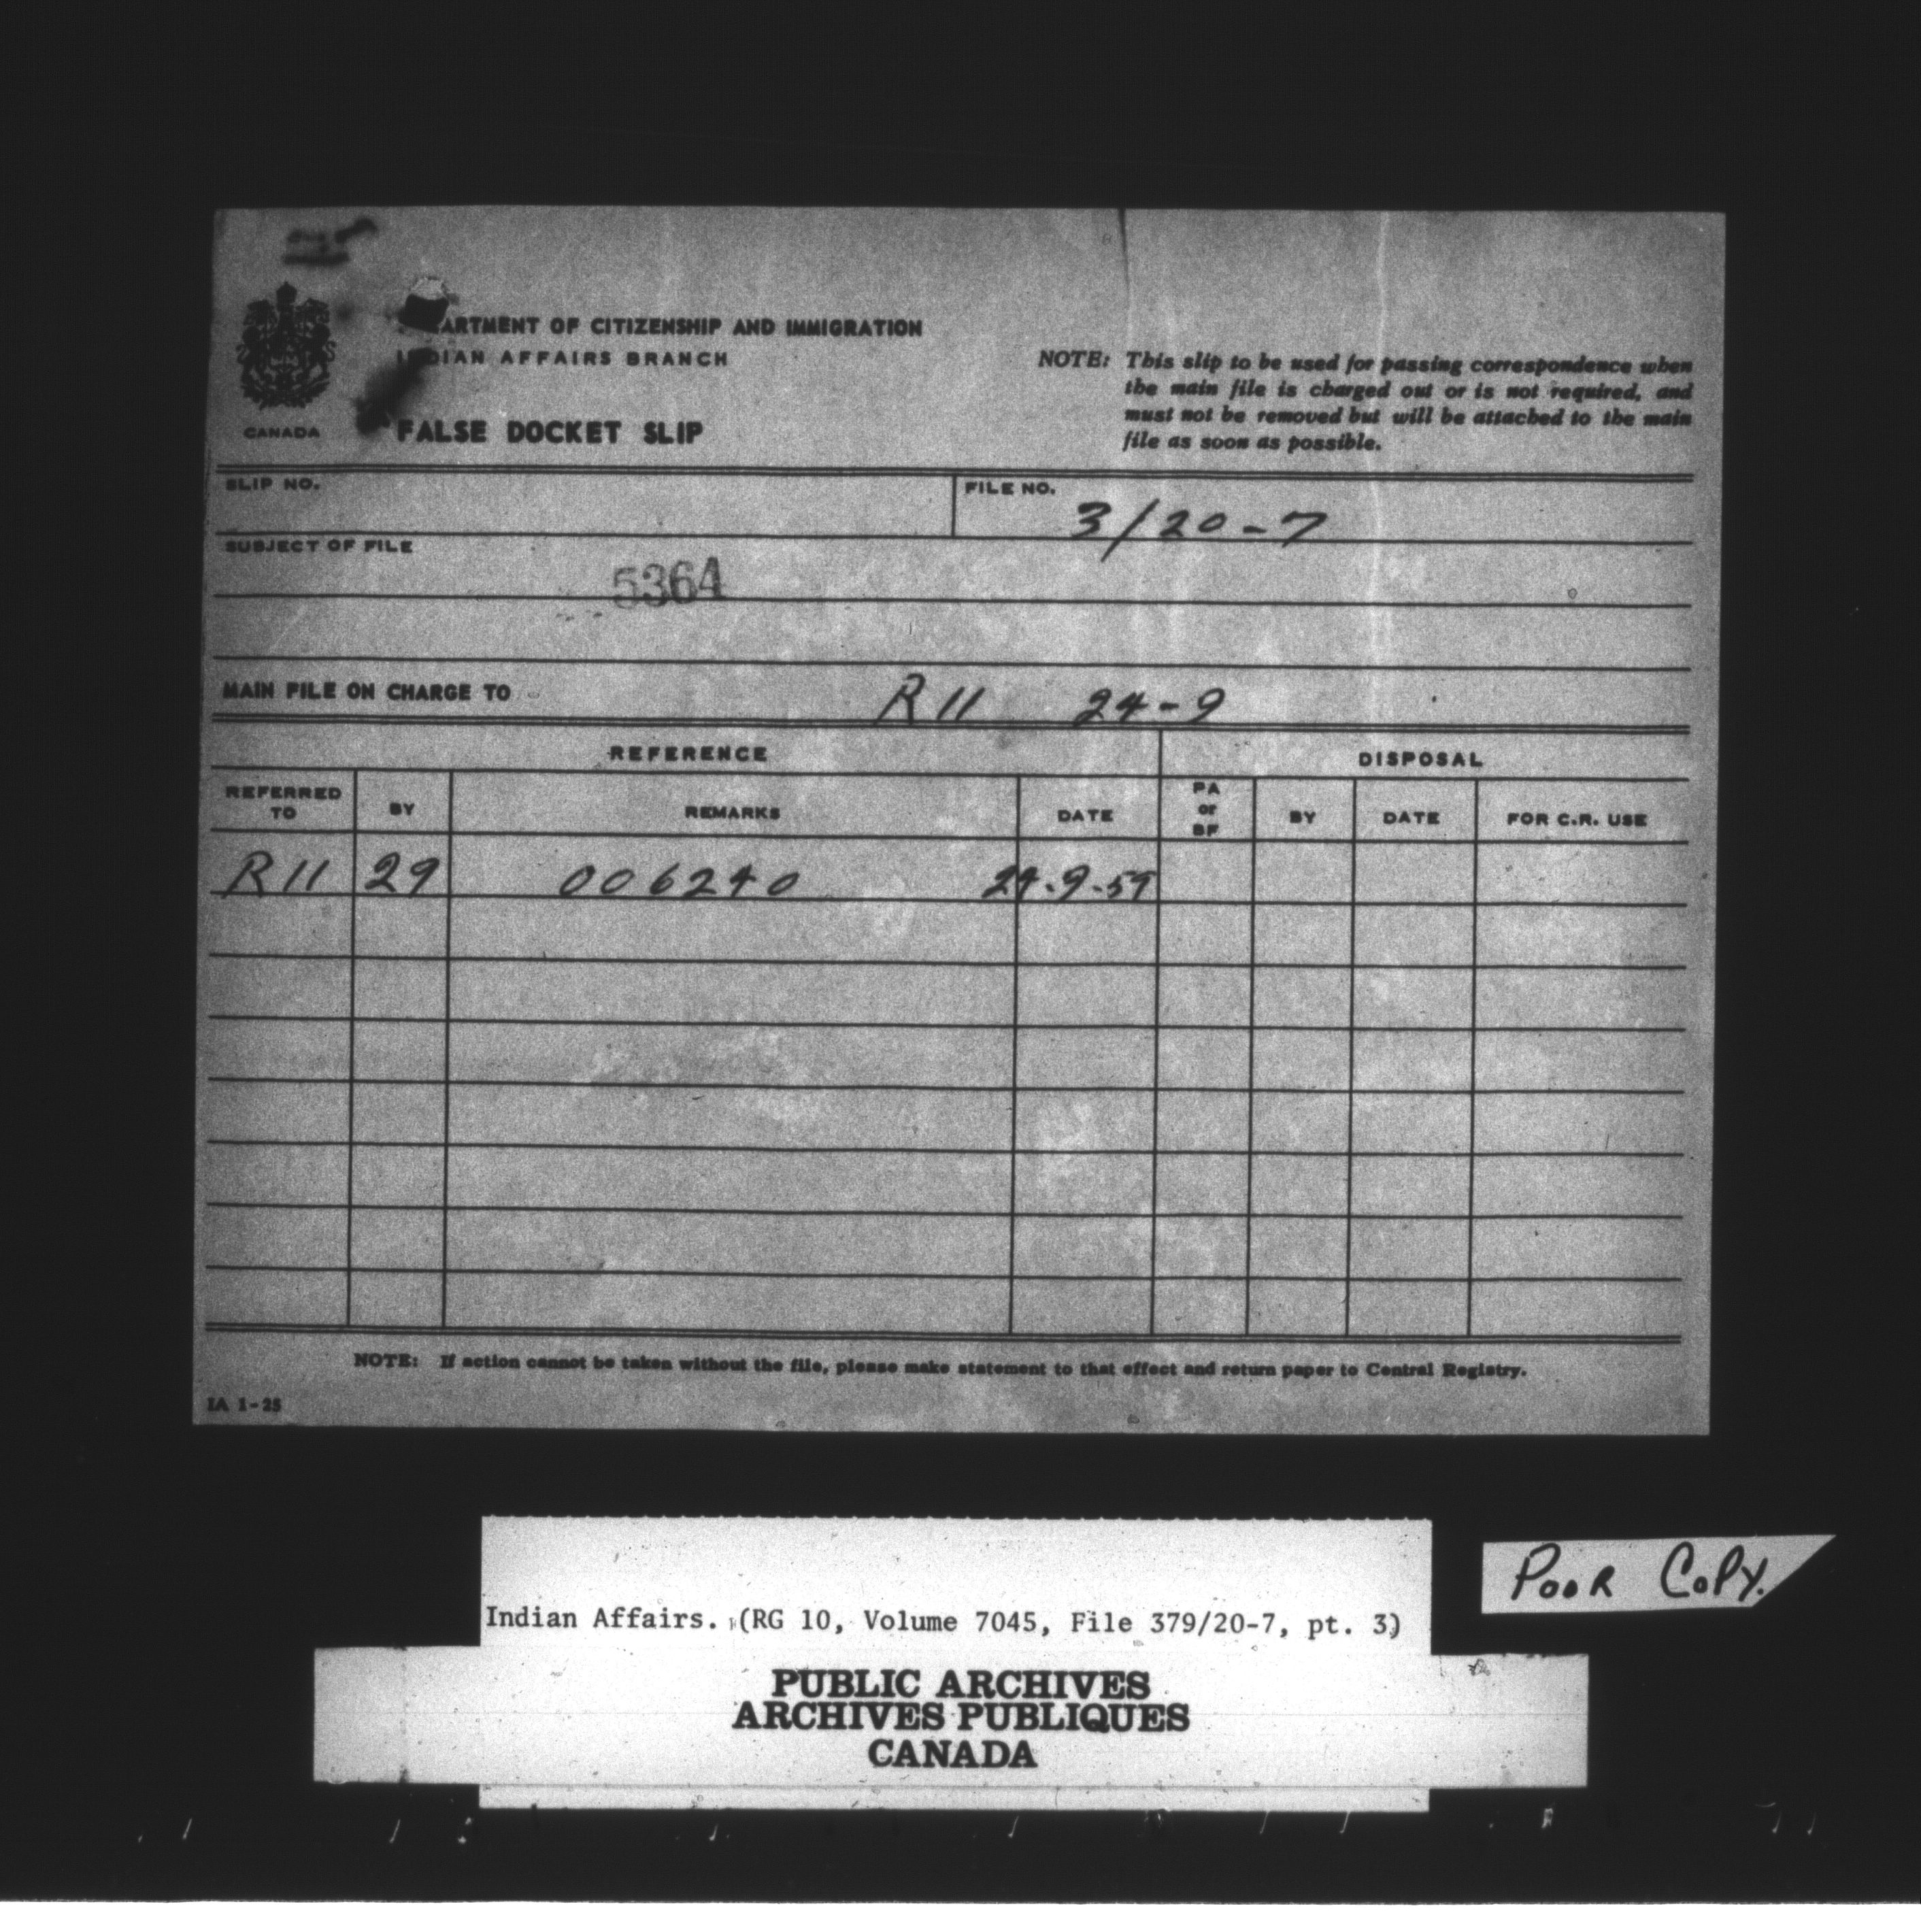 DEPARTMENT OF CITIZENSHIP AND IMMIGRATION
INDIAN AFFAIRS BRANCH
CANADA
FALSE DOCKET SLIP
NOTE: This slip to be used for passing correspondence when
the main file is charged out or is not required, and
must not be removed but will be attached to the main
file as soon as possible.
SLIP NO.
FILE NO.
3/20-7
SUBJECT OF FILE
5364
MAIN FILE ON CHARGE TO R 11 24-9
REFERENCE DISPOSAL
REFERRED TO BY REMARKS DATE PA or BF BY DATE FOR C.R. USE
R 11 29 006240 24-9-59
NOTE: If action cannot be taken without the file, please make statement to that effect and return paper to Central Registry.
IA 1-25
POOR COPY.
Indian Affairs. (RG 10, Volume 7045, File 379/20-7, pt. 3)
PUBLIC ARCHIVES
ARCHIVES PUBLIQUES
CANADA